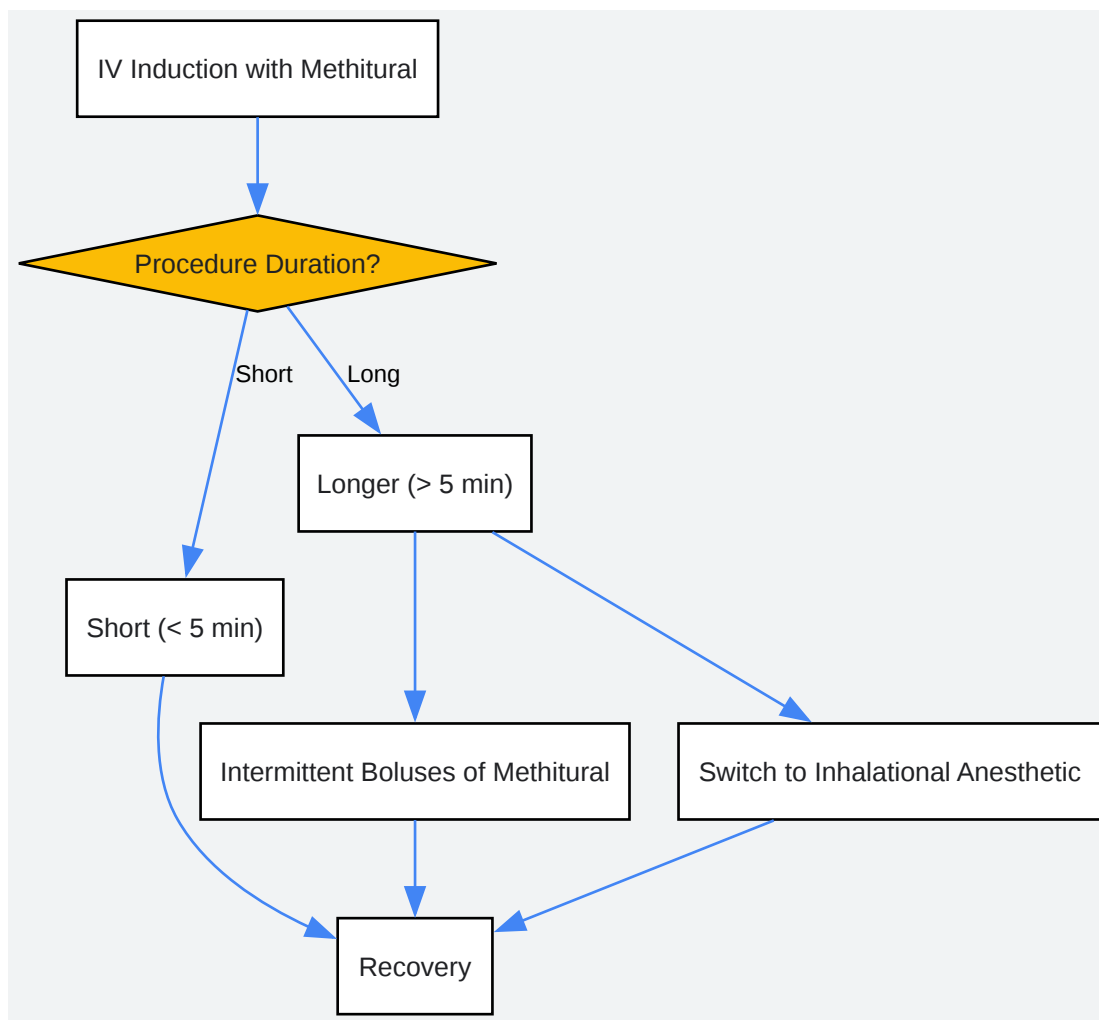 IV Induction with Methitural
Procedure Duration?
Short
Long
Longer (> 5 min)
Short (< 5 min)
Intermittent Boluses of Methitural
Switch to Inhalational Anesthetic
Recovery